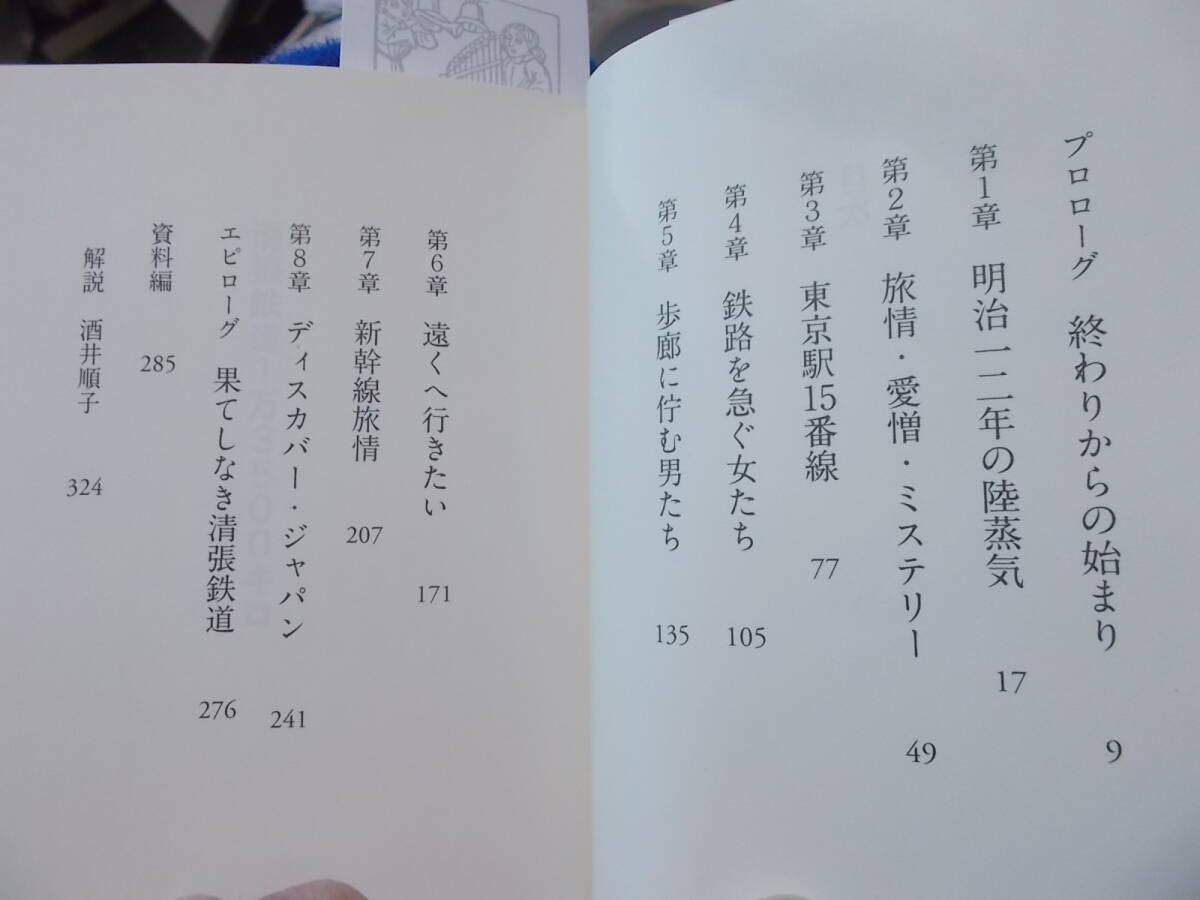 プロローグ 終わりからの始まり 9
第1章 明治一二年の陸蒸気 17
第2章 旅情・愛憎・ミステリー 49
第3章 東京駅15番線 77
第4章 鉄路を急ぐ女たち 105
第5章 歩廊に佇む男たち 135
第6章 遠くへ行きたい 171
第7章 新幹線旅情 207
第8章 ディスカバー・ジャパン 241
エピローグ 果てしなき清張鉄道 276
資料編 285
解説 酒井順子 324